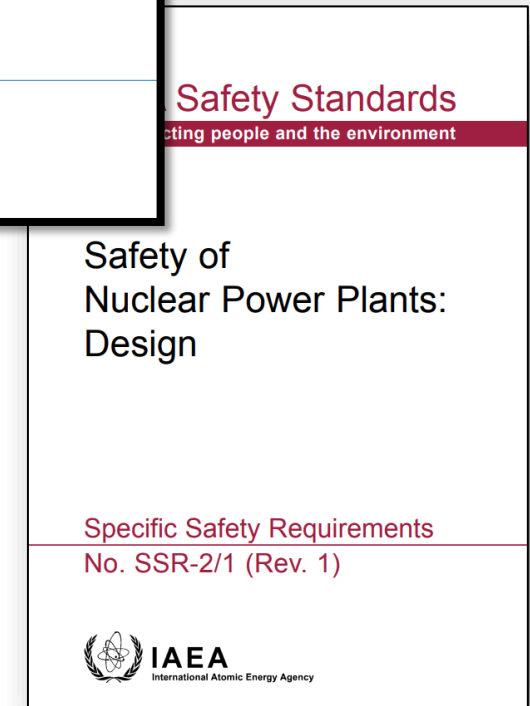 Safety Standards
cting people and the environment
Safety of
Nuclear Power Plants:
Design
Specific Safety Requirements
No. SSR-2/1 (Rev. 1)
IAEA
International Atomic Energy Agency